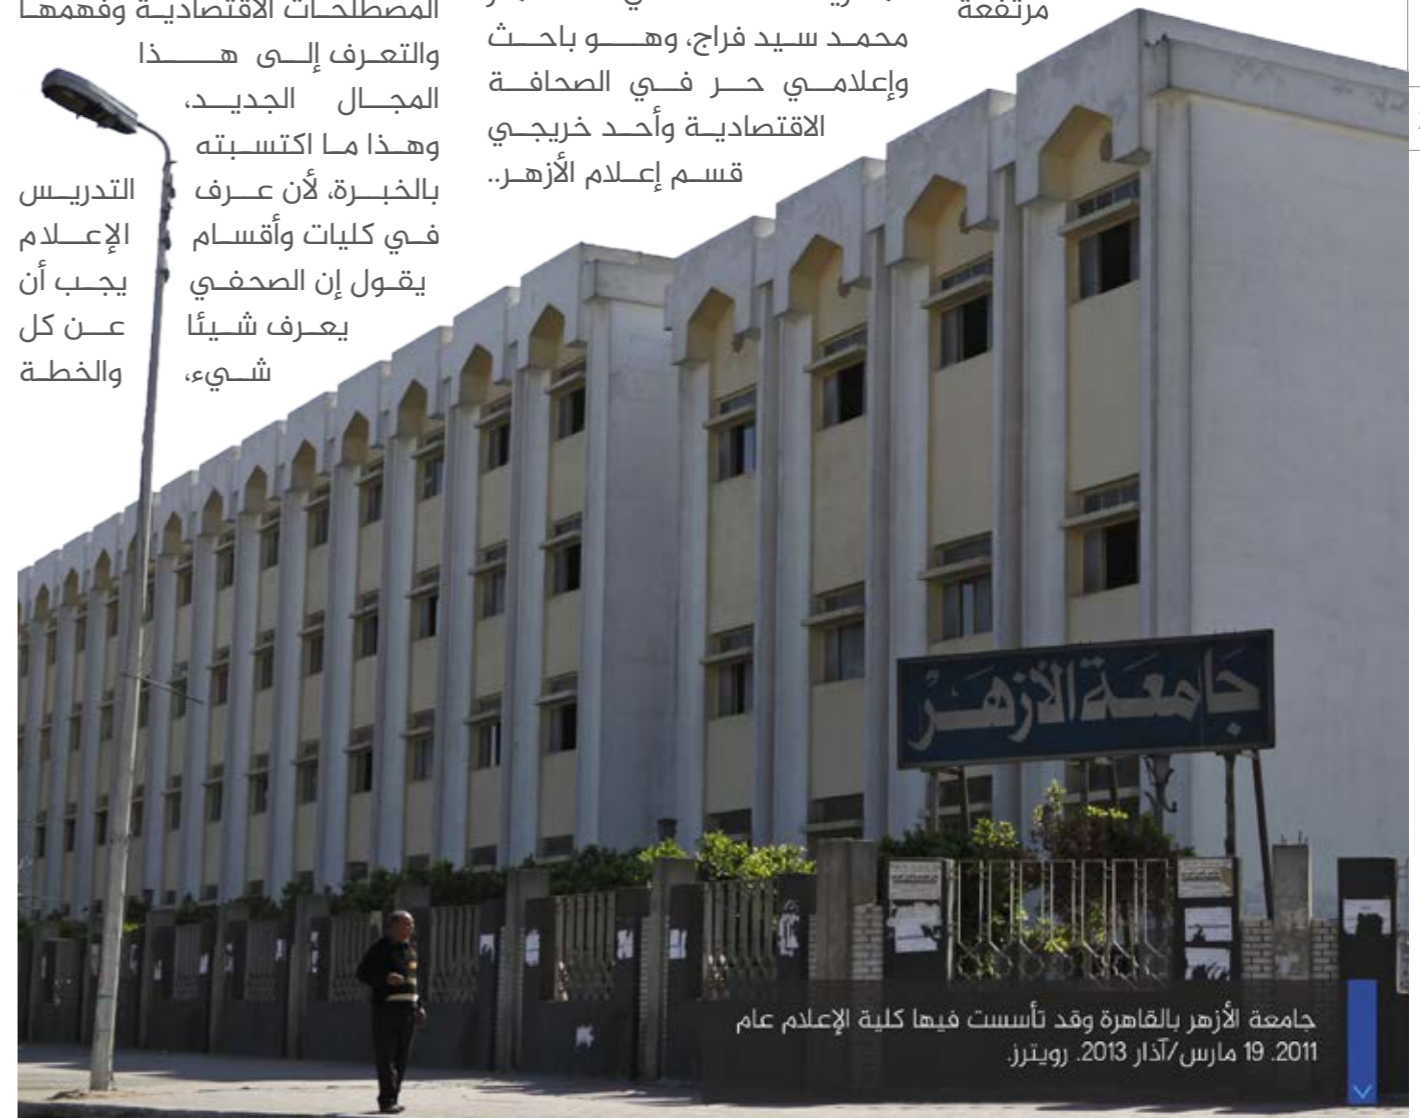 مرتفعة
محمد سيد فراج، وهو باحث
وإعلامي حر في الصحافة
الاقتصادية وأحد خريجي
قسم إعلام الأزهر..
المصطلحات الاقتصادية وفهمها
والتعرف إلى هذا
المجال الجديد،
وهذا ما اكتسبته
بالخبرة، لأن عرف التدريس
في كليات وأقسام الإعلام
يقول إن الصحفي يجب أن
يعرف شيئا عن كل
شيء، والخطة
جامعة الأزهر
جامعة الأزهر بالقاهرة وقد تأسست فيها كلية الإعلام عام
2011. 19 مارس/آذار 2013. رويترز.